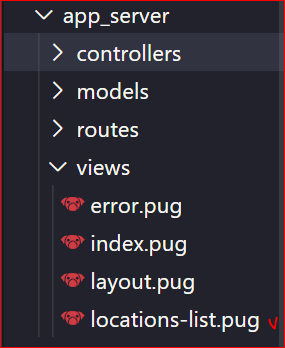 app_server
controllers
models
routes
views
error.pug
index.pug
layout.pug
locations-list.pug